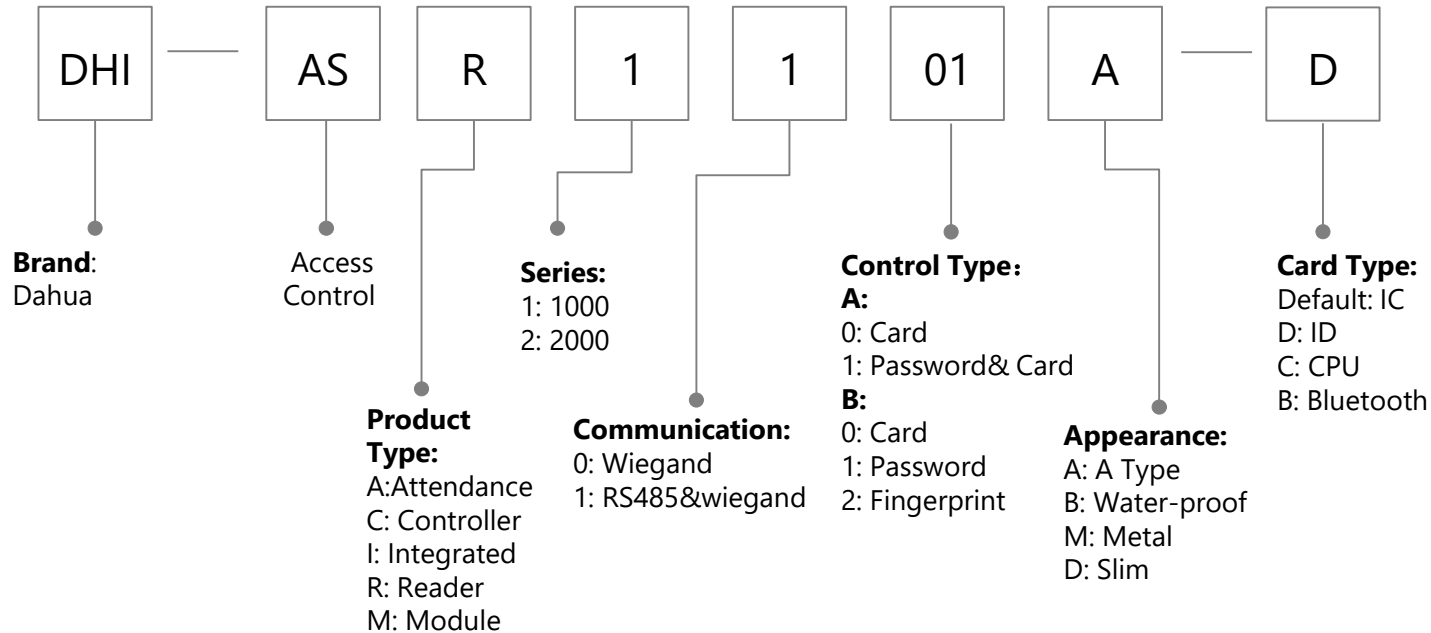 DHI
AS
R
1
1
01
A
D
Brand:
Dahua
Access
Control
Product
Type:
A:Attendance
C: Controller
I: Integrated
R: Reader
M: Module
Series:
1: 1000
2: 2000
Communication:
0: Wiegand
1: RS485&wiegand
Control Type：
A:
0: Card
1: Password& Card
B:
0: Card
1: Password
2: Fingerprint
Appearance:
A: A Type
B: Water-proof
M: Metal
D: Slim
Card Type:
Default: IC
D: ID
C: CPU
B: Bluetooth